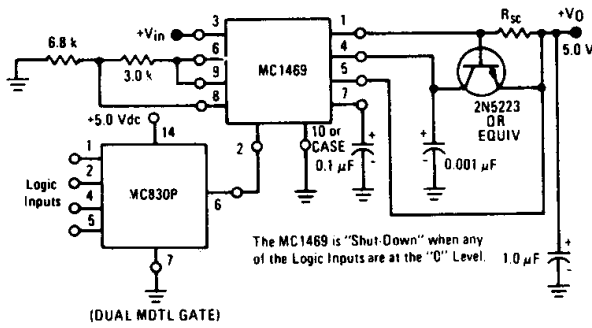 +Vin
3
1
RSC
+VO
5.0 V
6.8 k
3.0 k
6
9
8
MC1469
4
5
7
2N5223
OR
EQUIV
+5.0 Vdc
14
2
10 or
CASE
0.1 µF
+
-
+
-
0.001 µF
1
2
4
5
Logic
Inputs
MC830P
6
7
The MC1469 is "Shut-Down" when any
of the Logic Inputs are at the "0" Level.
1.0 µF
+
-
(DUAL MDTL GATE)